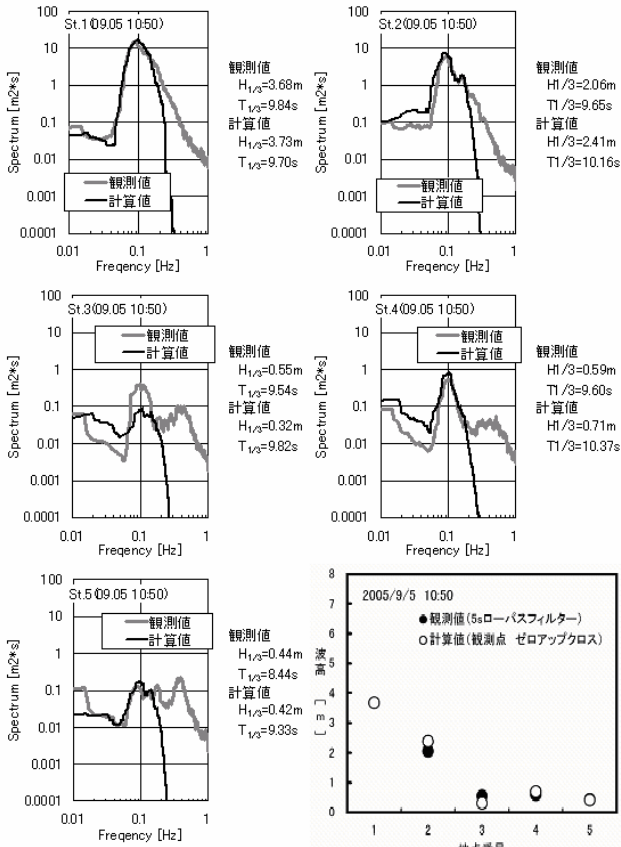 St.1(09.05 10:50)
100
10
1
0.1
0.01
0.001
0.0001
Spectrum [m2*s]
観測値
計算値
0.01
0.1
1
Freqency [Hz]
観測値
H1/3=3.68m
T1/3=9.84s
計算値
H1/3=3.73m
T1/3=9.70s
St.2(09.05 10:50)
100
10
1
0.1
0.01
0.001
0.0001
Spectrum [m2*s]
観測値
計算値
0.01
0.1
1
Freqency [Hz]
観測値
H1/3=2.06m
T1/3=9.65s
計算値
H1/3=2.41m
T1/3=10.16s
St.3(09.05 10:50)
100
10
1
0.1
0.01
0.001
0.0001
Spectrum [m2*s]
観測値
計算値
0.01
0.1
1
Freqency [Hz]
観測値
H1/3=0.55m
T1/3=9.54s
計算値
H1/3=0.32m
T1/3=9.82s
St.4(09.05 10:50)
100
10
1
0.1
0.01
0.001
0.0001
Spectrum [m2*s]
観測値
計算値
0.01
0.1
1
Freqency [Hz]
観測値
H1/3=0.59m
T1/3=9.60s
計算値
H1/3=0.71m
T1/3=10.37s
St.5(09.05 10:50)
100
10
1
0.1
0.01
0.001
0.0001
Spectrum [m2*s]
観測値
計算値
0.01
0.1
1
Freqency [Hz]
観測値
H1/3=0.44m
T1/3=8.44s
計算値
H1/3=0.42m
T1/3=9.33s
2005/9/5 10:50
●観測値(5sローパスフィルター)
○計算値(観測点 ゼロアップクロス)
8
7
6
5
4
3
2
1
0
波高 [m]
1
2
3
4
5